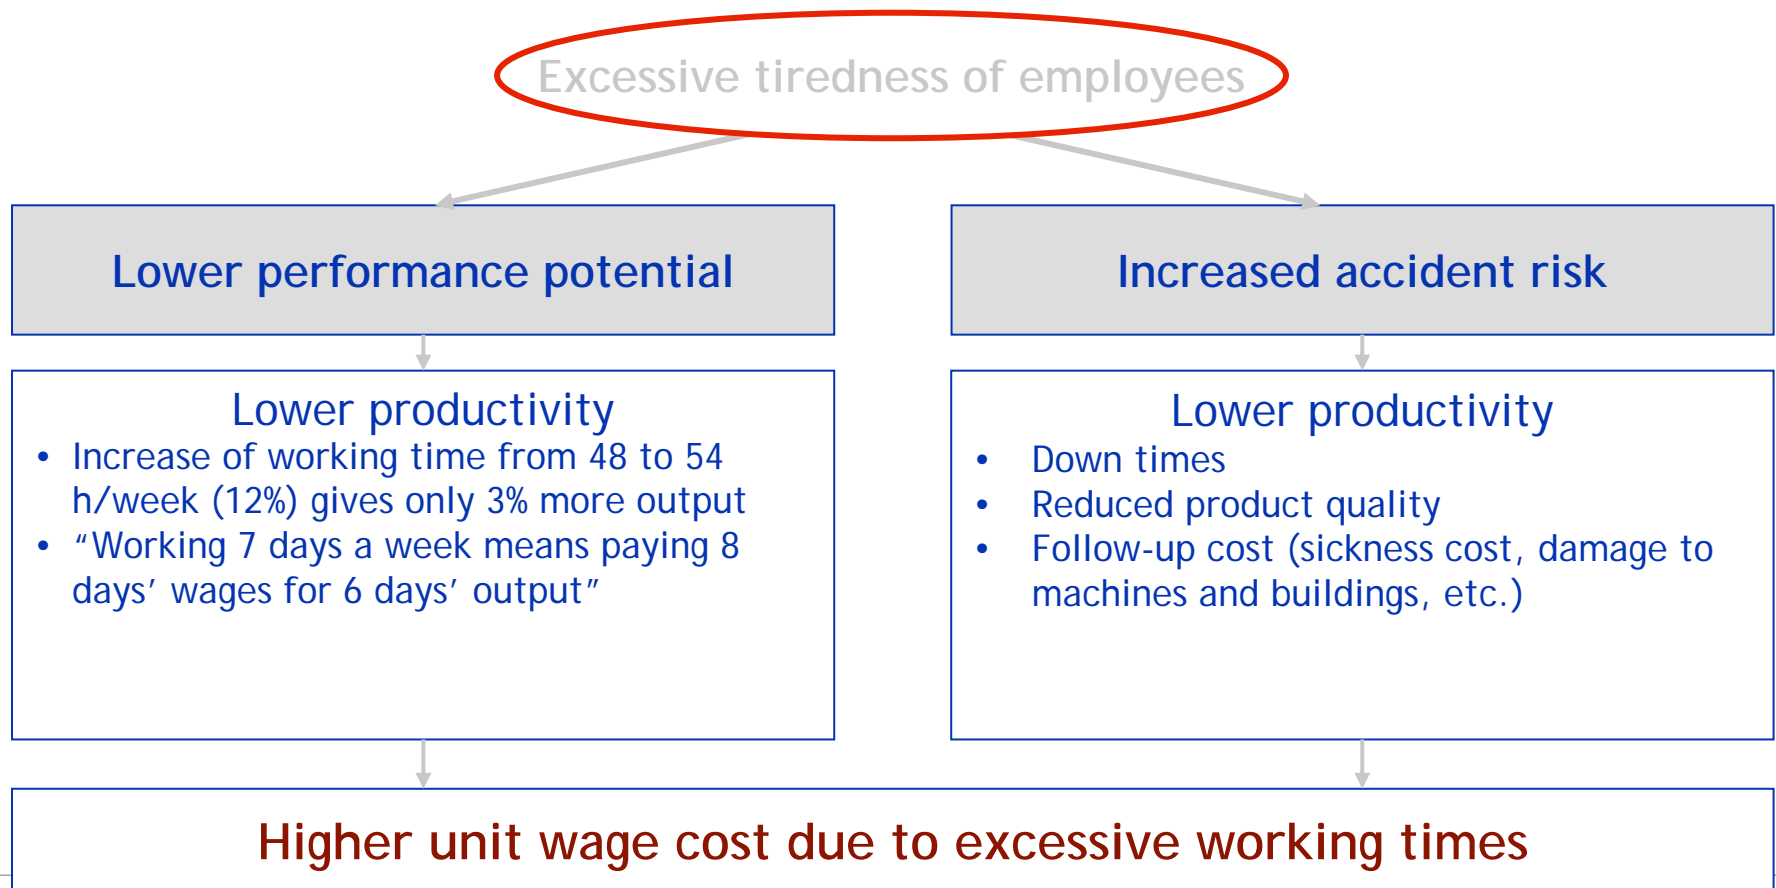 Excessive tiredness of employees
Lower performance potential
Increased accident risk
Lower productivity
• Increase of working time from 48 to 54
h/week (12%) gives only 3% more output
• “Working 7 days a week means paying 8
days’ wages for 6 days’ output”
Lower productivity
• Down times
• Reduced product quality
• Follow-up cost (sickness cost, damage to
machines and buildings, etc.)
Higher unit wage cost due to excessive working times